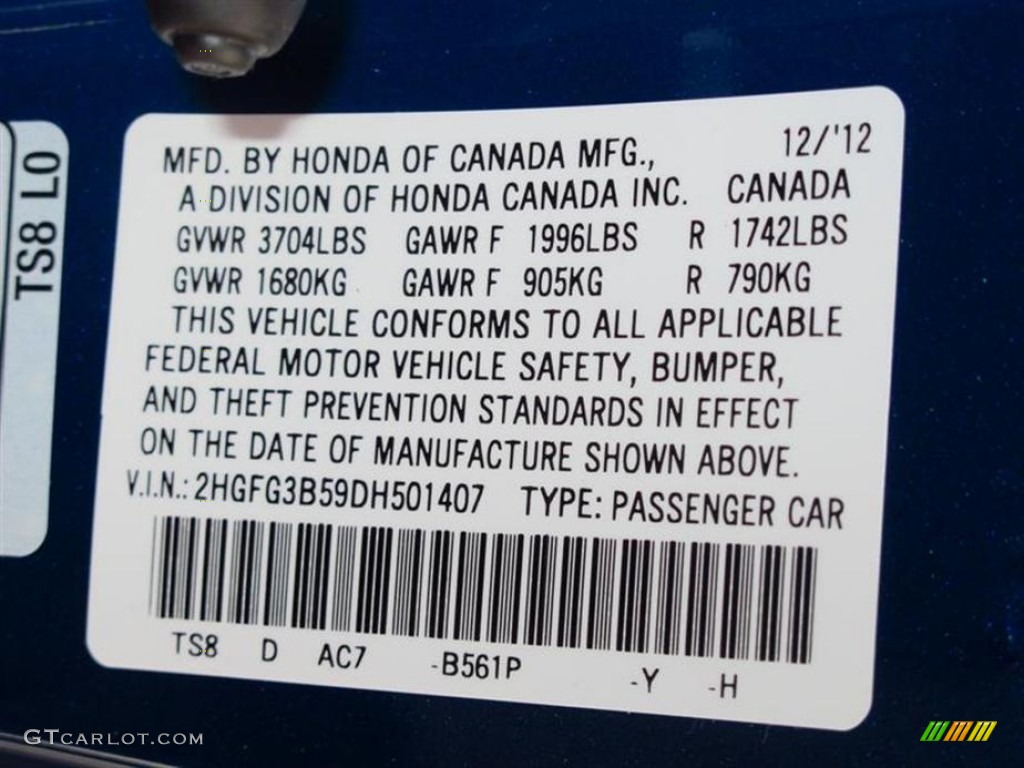 TS8 LO
MFD. BY HONDA OF CANADA MFG., 12/'12
A DIVISION OF HONDA CANADA INC. CANADA
GVWR 3704LBS GAWR F 1996LBS R 1742LBS
GVWR 1680KG GAWR F 905KG R 790KG
THIS VEHICLE CONFORMS TO ALL APPLICABLE
FEDERAL MOTOR VEHICLE SAFETY, BUMPER,
AND THEFT PREVENTION STANDARDS IN EFFECT
ON THE DATE OF MANUFACTURE SHOWN ABOVE.
V.I.N.: 2HGFG3B59DH501407 TYPE: PASSENGER CAR
TS8 D AC7 -B561P -Y -H
GTCARLOT.COM